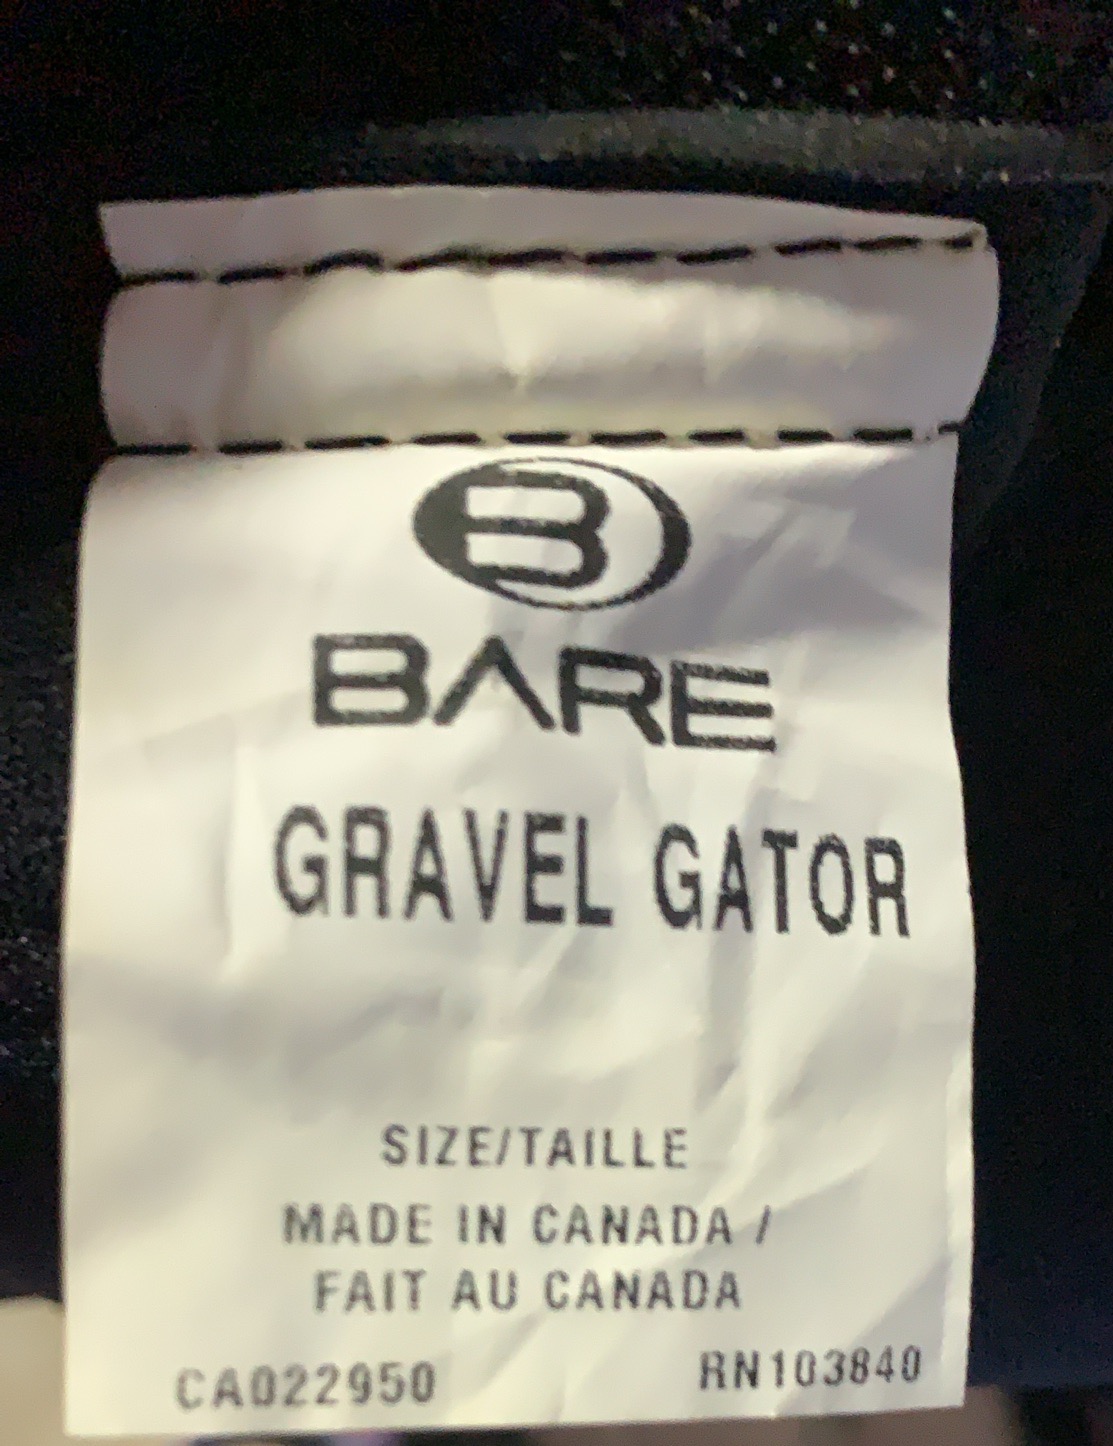 B
BARE
GRAVEL GATOR
SIZE/TAILLE
MADE IN CANADA /
FAIT AU CANADA
CA022950 RN103840